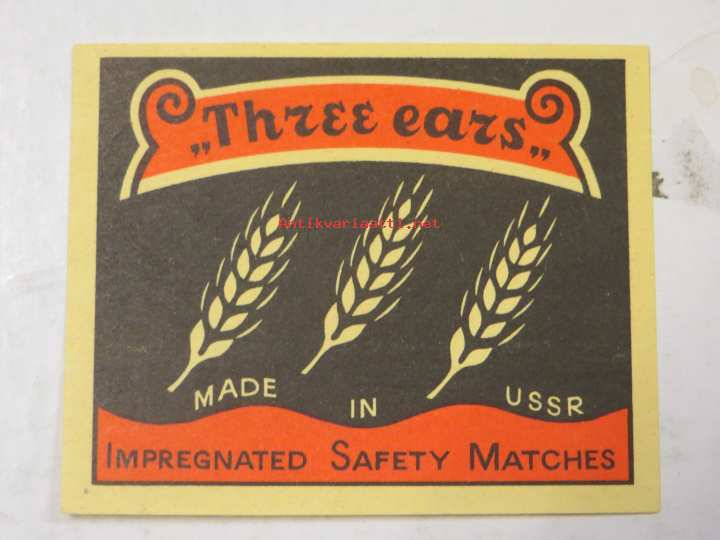 „Three ears„
Antikvariaatti.net
MADE IN USSR
IMPREGNATED SAFETY MATCHES